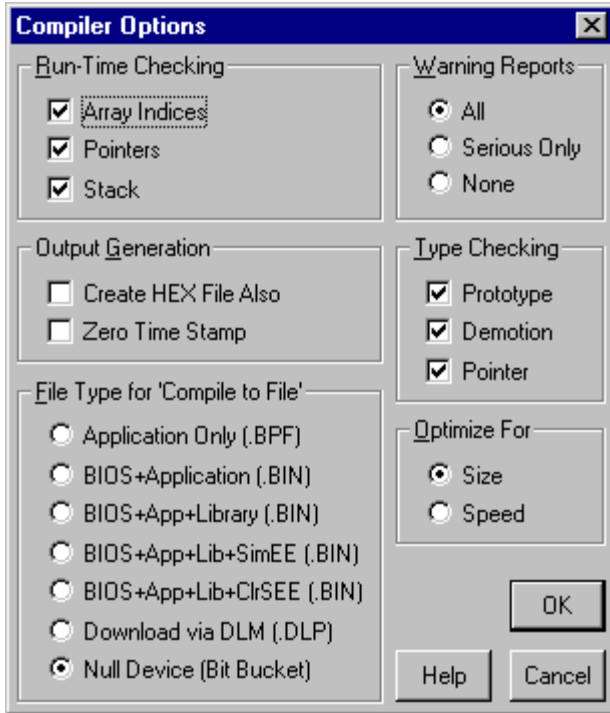 Compiler Options
Run-Time Checking
Array Indices
Pointers
Stack
Warning Reports
All
Serious Only
None
Output Generation
Create HEX File Also
Zero Time Stamp
Type Checking
Prototype
Demotion
Pointer
File Type for 'Compile to File'
Application Only (.BPF)
BIOS+Application (.BIN)
BIOS+App+Library (.BIN)
BIOS+App+Lib+SimEE (.BIN)
BIOS+App+Lib+ClrSEE (.BIN)
Download via DLM (.DLP)
Null Device (Bit Bucket)
Optimize For
Size
Speed
OK
Help
Cancel